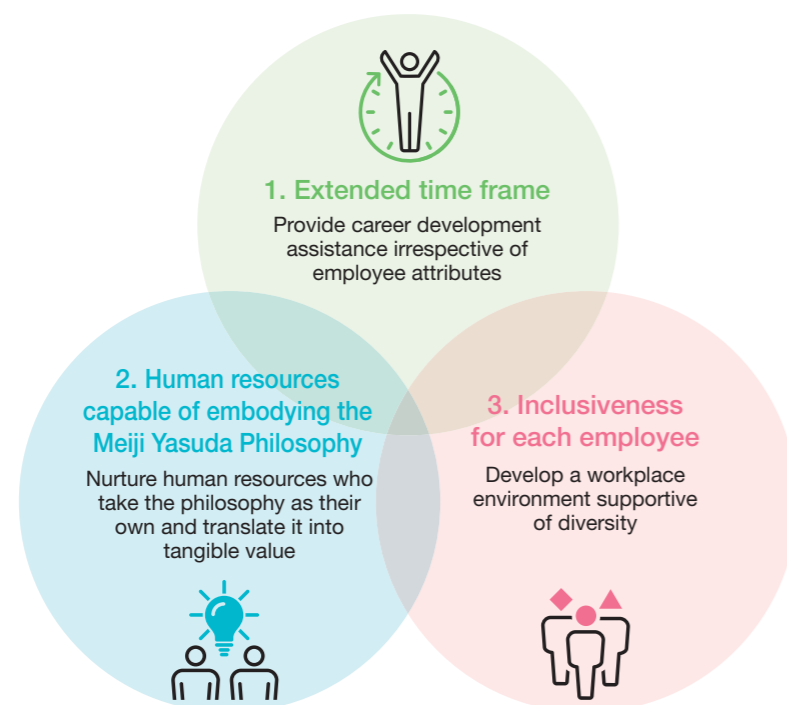 1. Extended time frame
Provide career development
assistance irrespective of
employee attributes
2. Human resources
capable of embodying the
Meiji Yasuda Philosophy
Nurture human resources who
take the philosophy as their
own and translate it into
tangible value
3. Inclusiveness
for each employee
Develop a workplace
environment supportive
of diversity